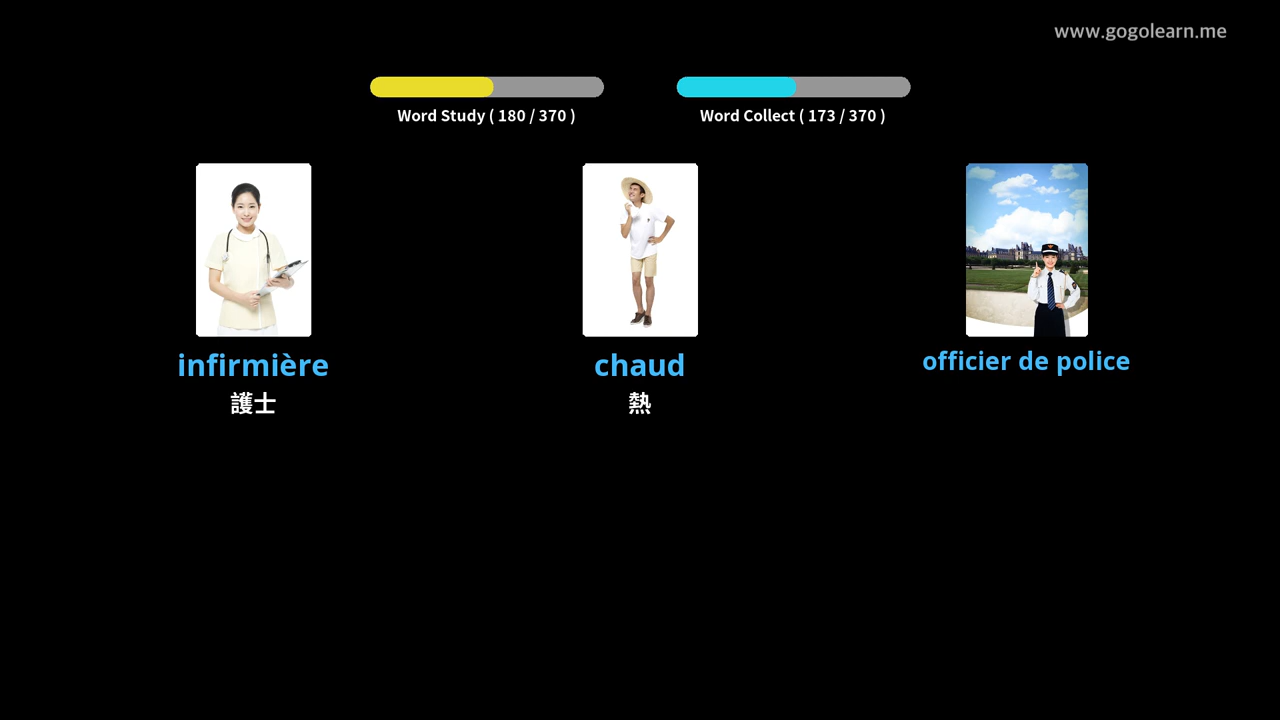 www.gogolearn.me
Word Study ( 180 / 370 )
Word Collect ( 173 / 370 )
infirmière
護士
chaud
熱
officier de police